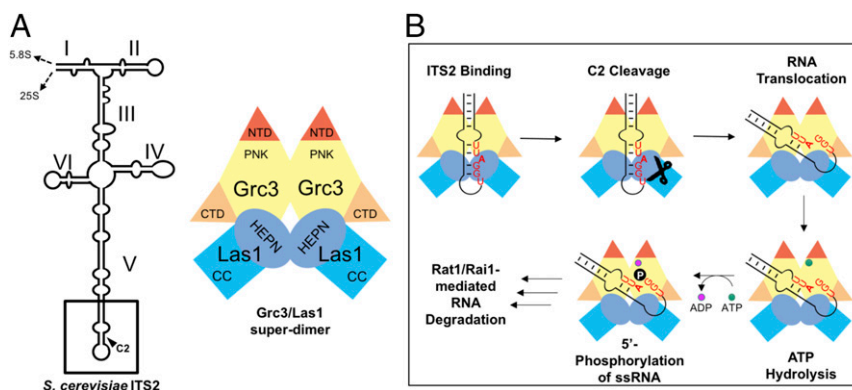 A
I
II
5.8S
25S
III
VI
IV
V
C2
S. cerevisiae ITS2
NTD
NTD
PNK
PNK
Grc3
Grc3
CTD
CTD
HEPN
HEPN
Las1
Las1
CC
CC
Grc3/Las1
super-dimer
B
ITS2 Binding
C2 Cleavage
RNA
Translocation
Rat1/Rai1-
mediated
RNA
Degradation
P
ADP
ATP
5'-
Phosphorylation
of ssRNA
ATP
Hydrolysis